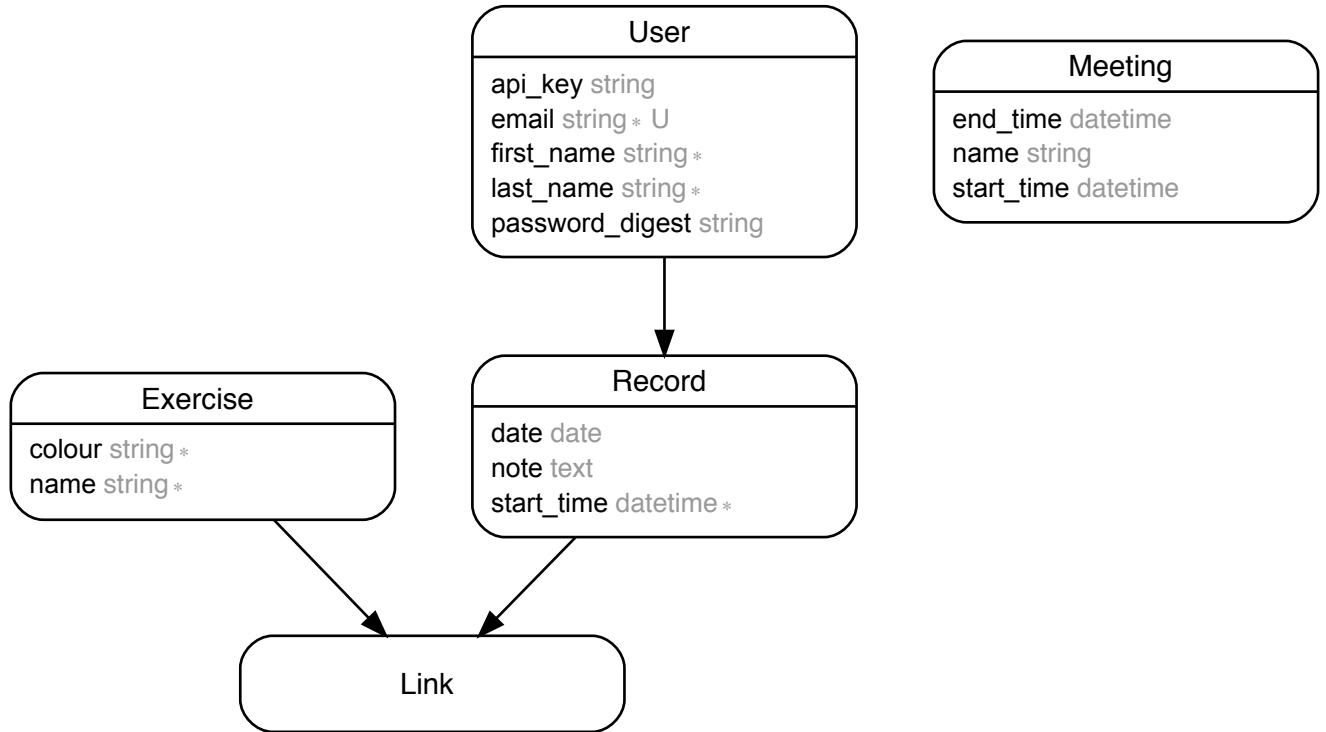 User
api_key string
email string∗ U
first_name string∗
last_name string∗
password_digest string
Meeting
end_time datetime
name string
start_time datetime
Exercise
colour string∗
name string∗
Record
date date
note text
start_time datetime∗
Link